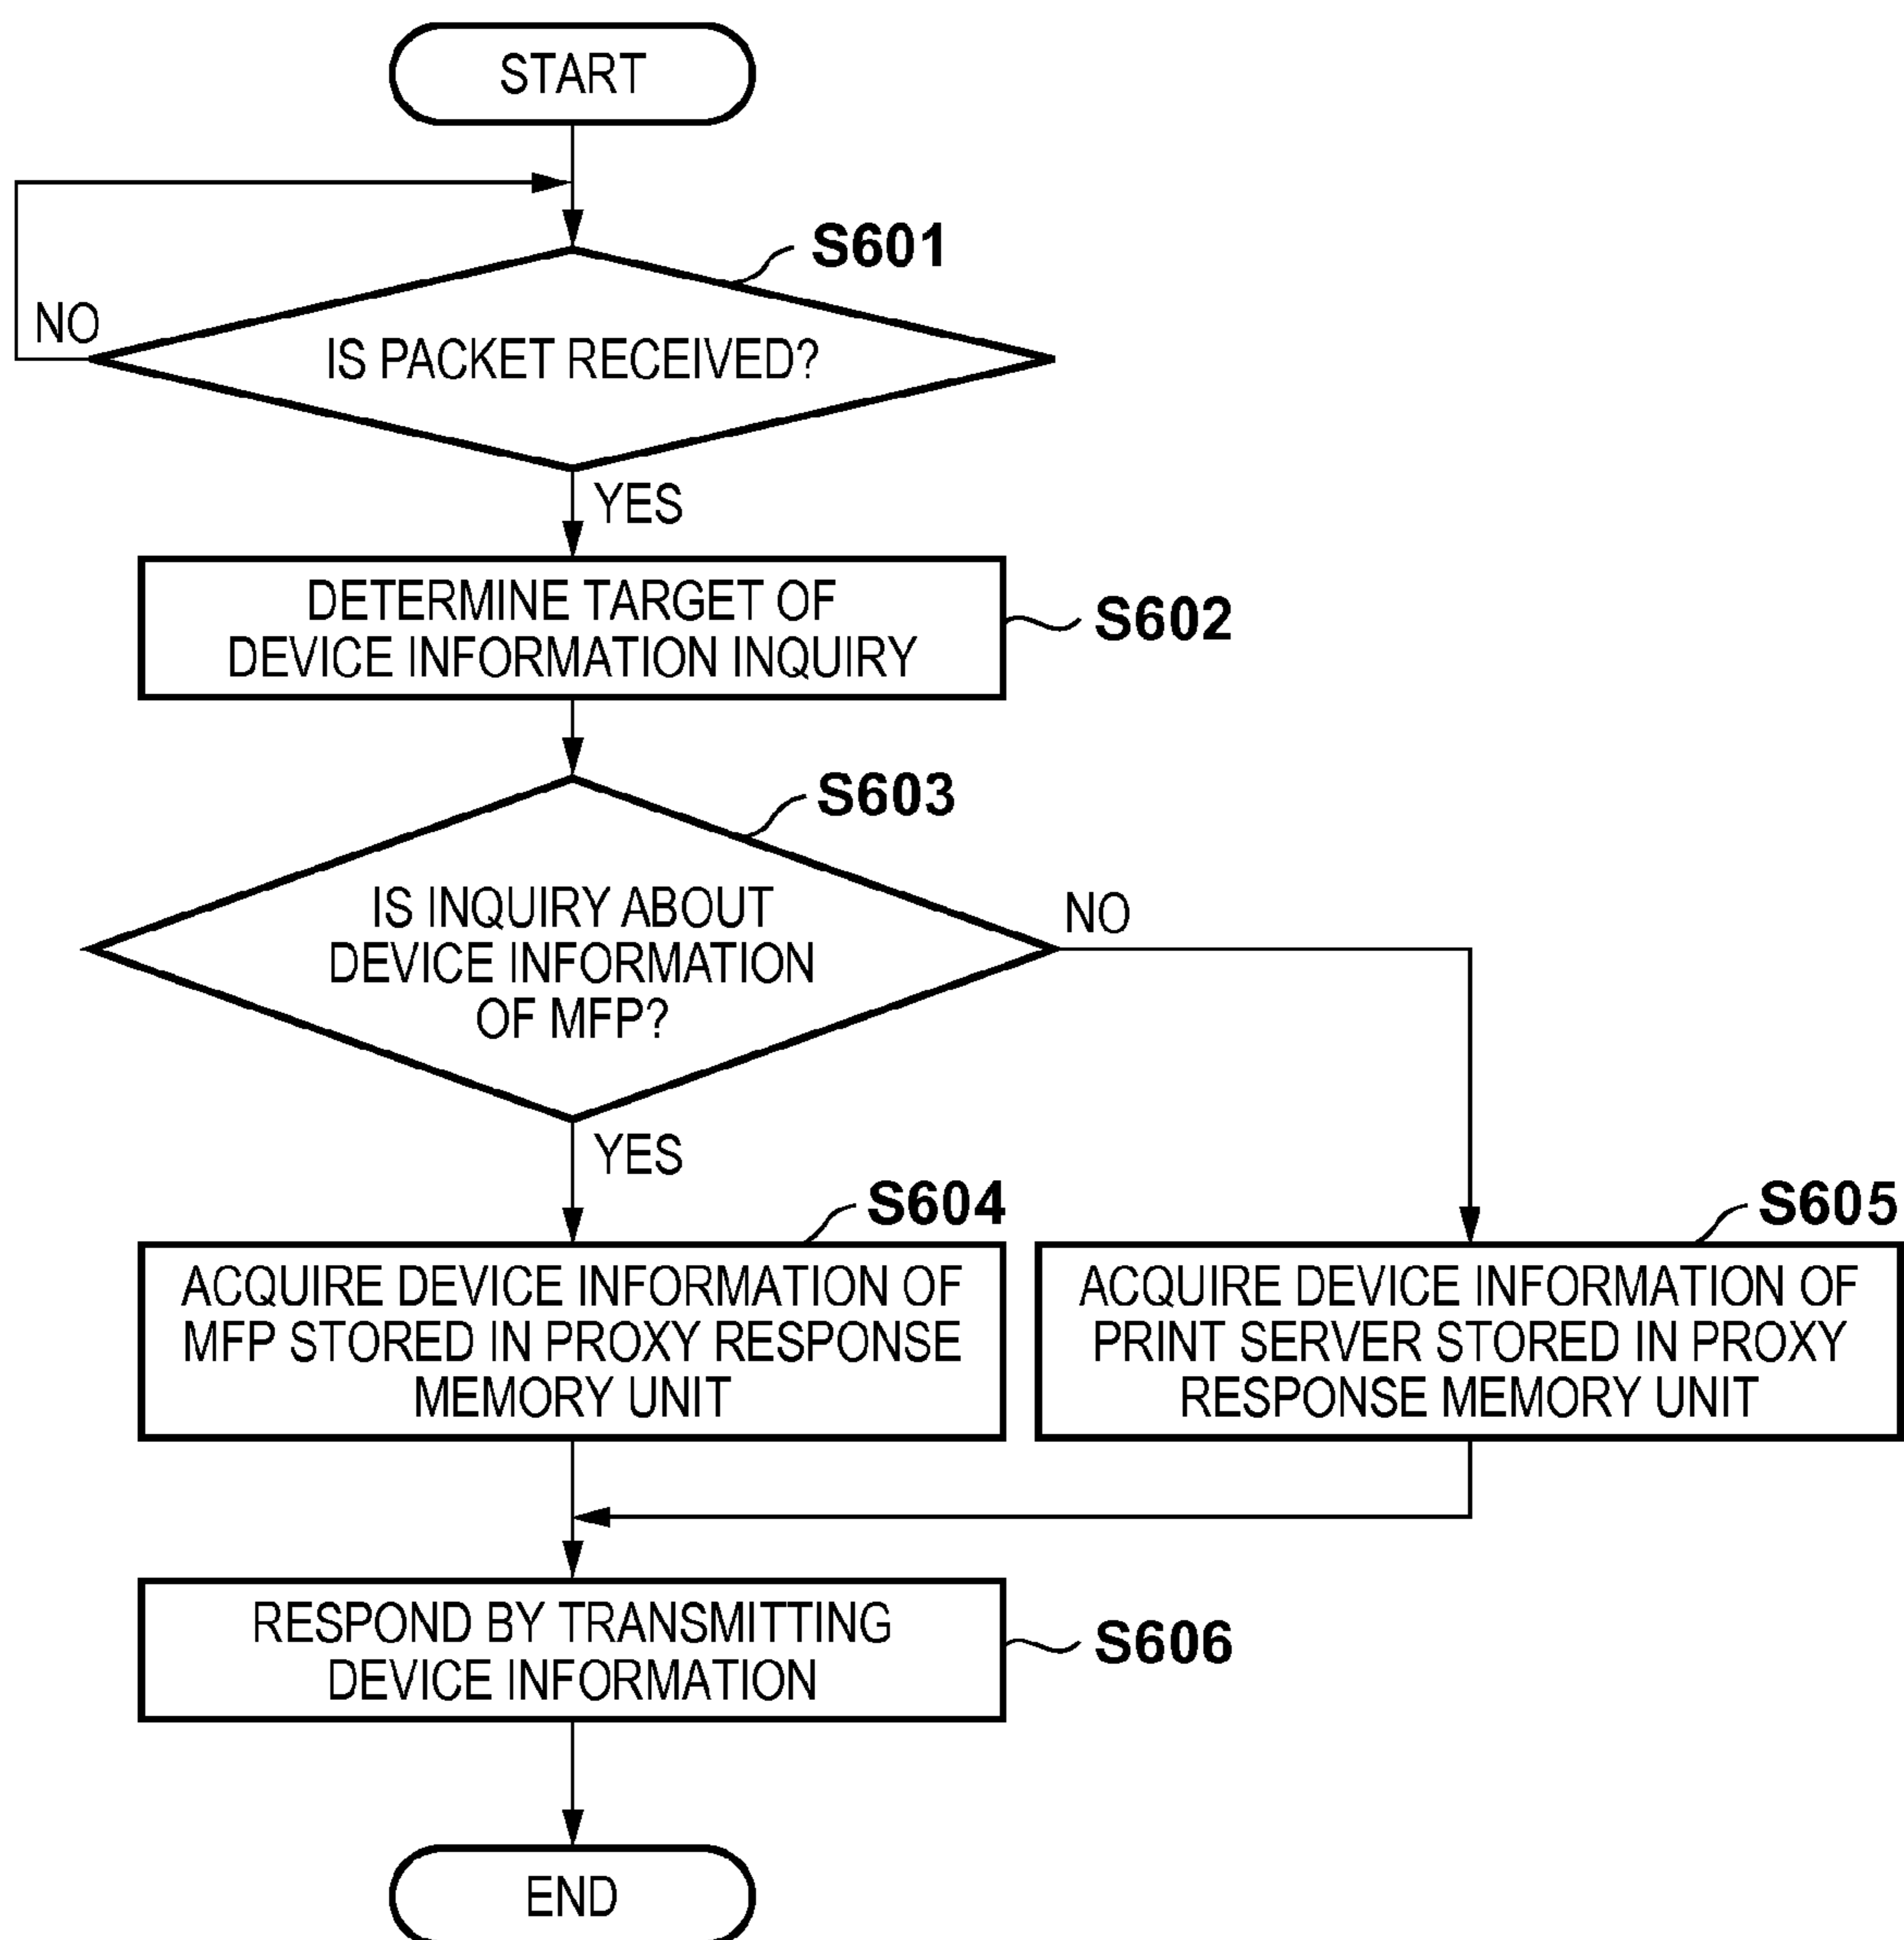 START
S601
NO
IS PACKET RECEIVED?
YES
DETERMINE TARGET OF
DEVICE INFORMATION INQUIRY
S602
S603
IS INQUIRY ABOUT
DEVICE INFORMATION
OF MFP?
NO
YES
S604
ACQUIRE DEVICE INFORMATION OF
MFP STORED IN PROXY RESPONSE
MEMORY UNIT
S605
ACQUIRE DEVICE INFORMATION OF
PRINT SERVER STORED IN PROXY
RESPONSE MEMORY UNIT
RESPOND BY TRANSMITTING
DEVICE INFORMATION
S606
END